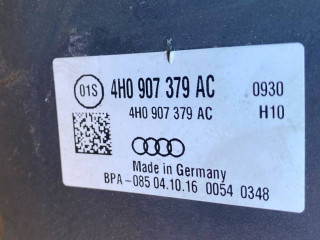 01S
4H0 907 379 AC 0930
4H0 907 379 AC H10
Made in Germany
BPA-085 04.10.16 0054 0348